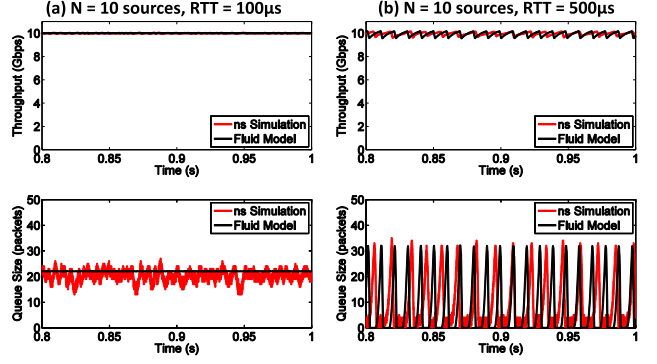 (a) N = 10 sources, RTT = 100μs
Throughput (Gbps)
10
8
6
4
2
0
ns Simulation
Fluid Model
0.8 0.85 0.9 0.95 1
Time (s)
Queue Size (packets)
50
40
30
20
10
0
ns Simulation
Fluid Model
0.8 0.85 0.9 0.95 1
Time (s)
(b) N = 10 sources, RTT = 500μs
Throughput (Gbps)
10
8
6
4
2
0
ns Simulation
Fluid Model
0.8 0.85 0.9 0.95 1
Time (s)
Queue Size (packets)
50
40
30
20
10
0
ns Simulation
Fluid Model
0.8 0.85 0.9 0.95 1
Time (s)